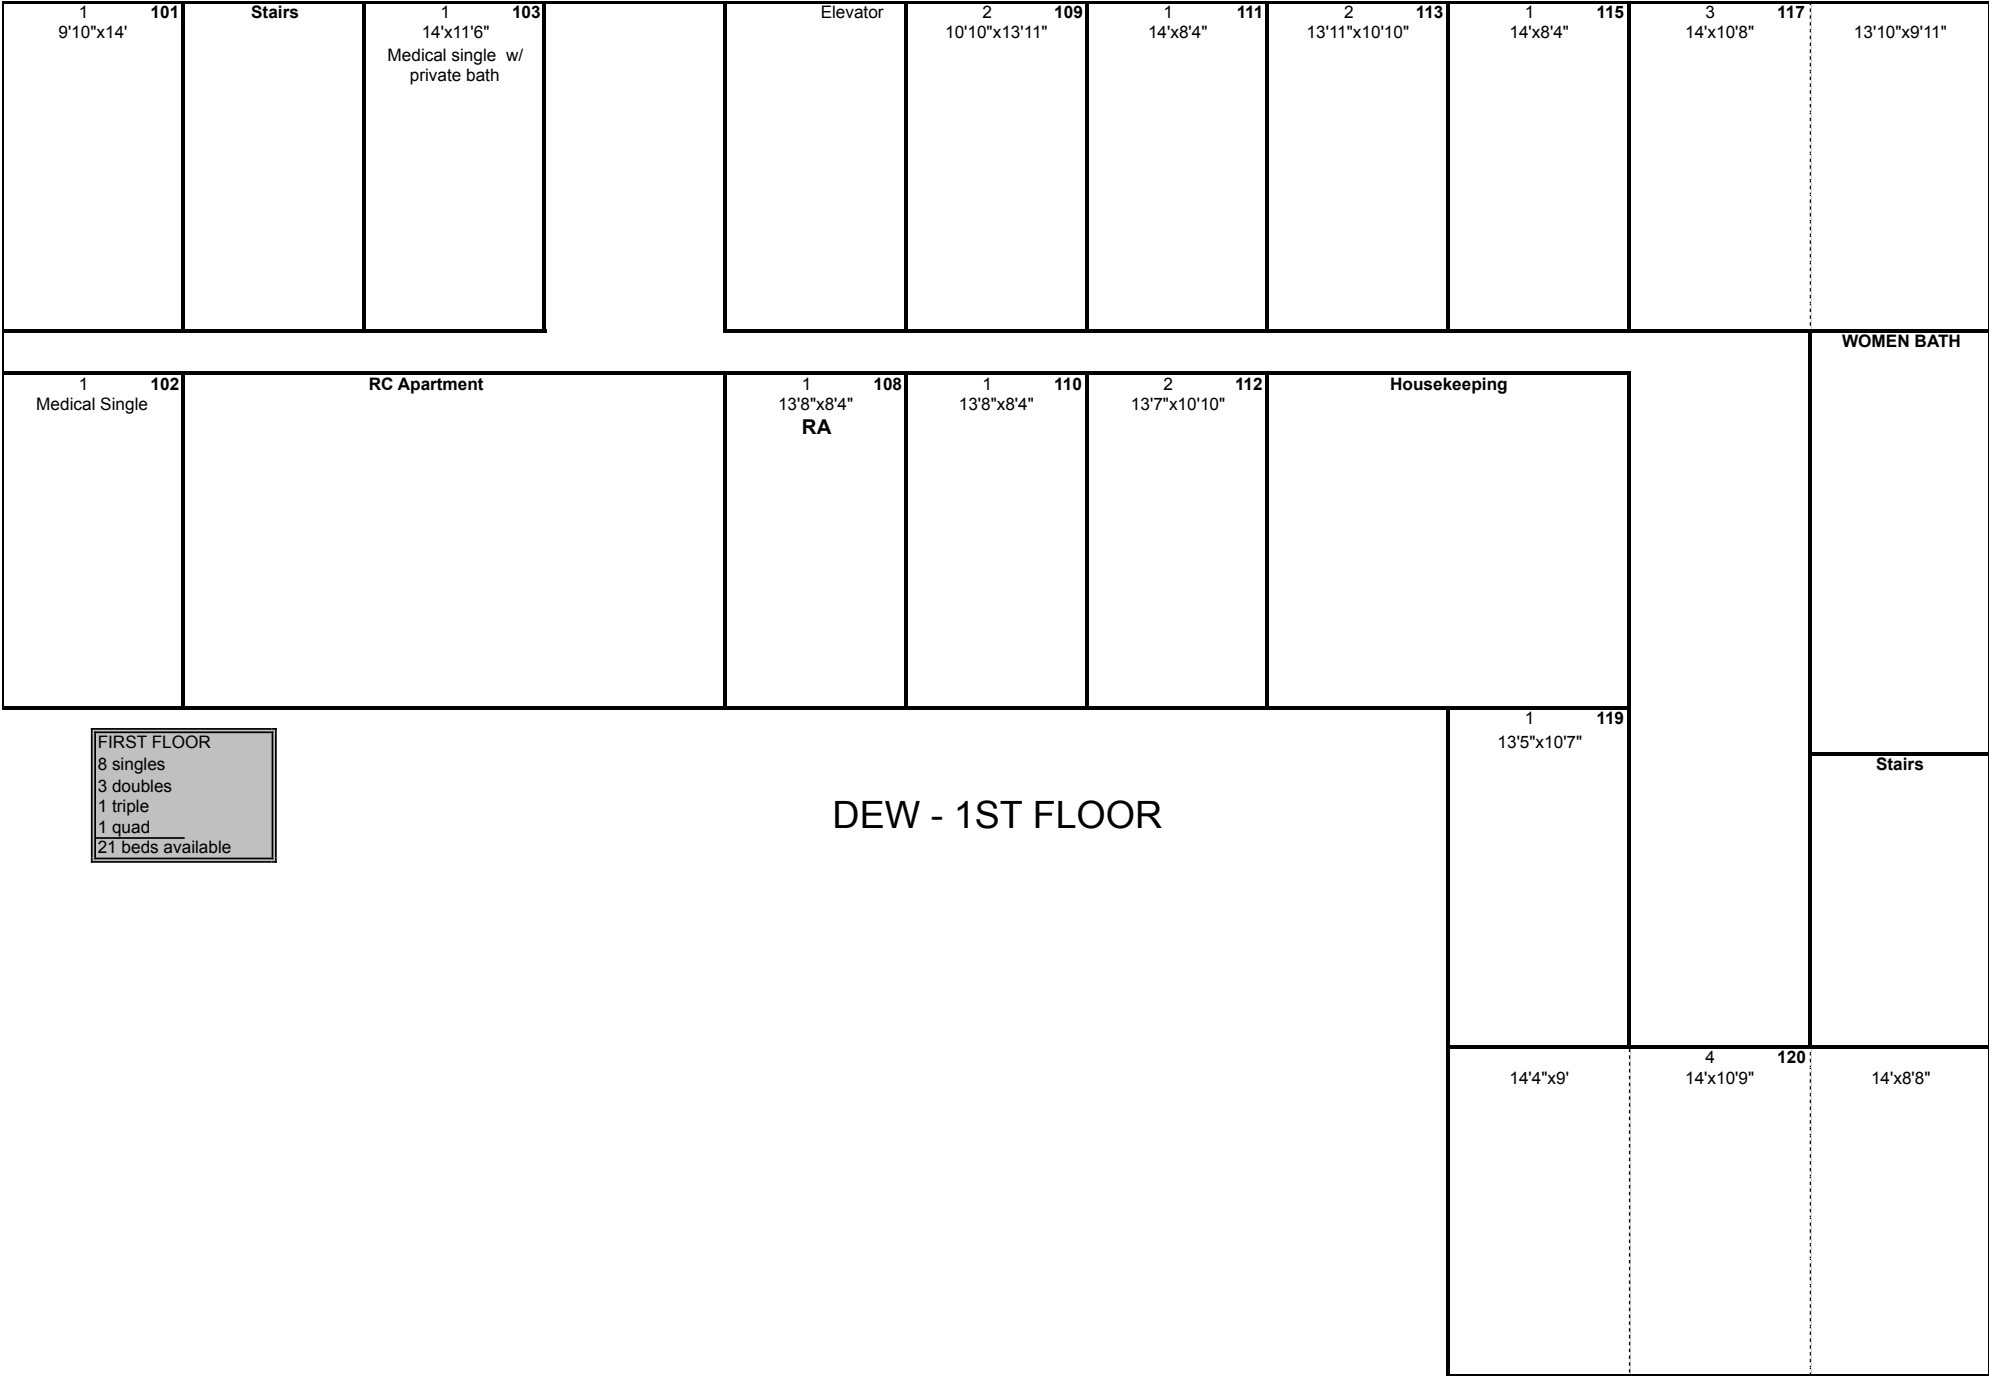 1 101 Stairs 1 103 Elevator 2 109 1 111 2 113 1 115 3 117
9'10"x14' 14'x11'6" 10'10"x13'11" 14'x8'4" 13'11"x10'10" 14'x8'4" 14'x10'8" 13'10"x9'11"
Medical single w/
private bath
WOMEN BATH
1 102 RC Apartment 1 108 1 110 2 112 Housekeeping
Medical Single 13'8"x8'4" 13'8"x8'4" 13'7"x10'10"
RA
1 119
13'5"x10'7"
FIRST FLOOR
8 singles
3 doubles
1 triple
1 quad
21 beds available
Stairs
DEW - 1ST FLOOR
4 120
14'4"x9' 14'x10'9" 14'x8'8"